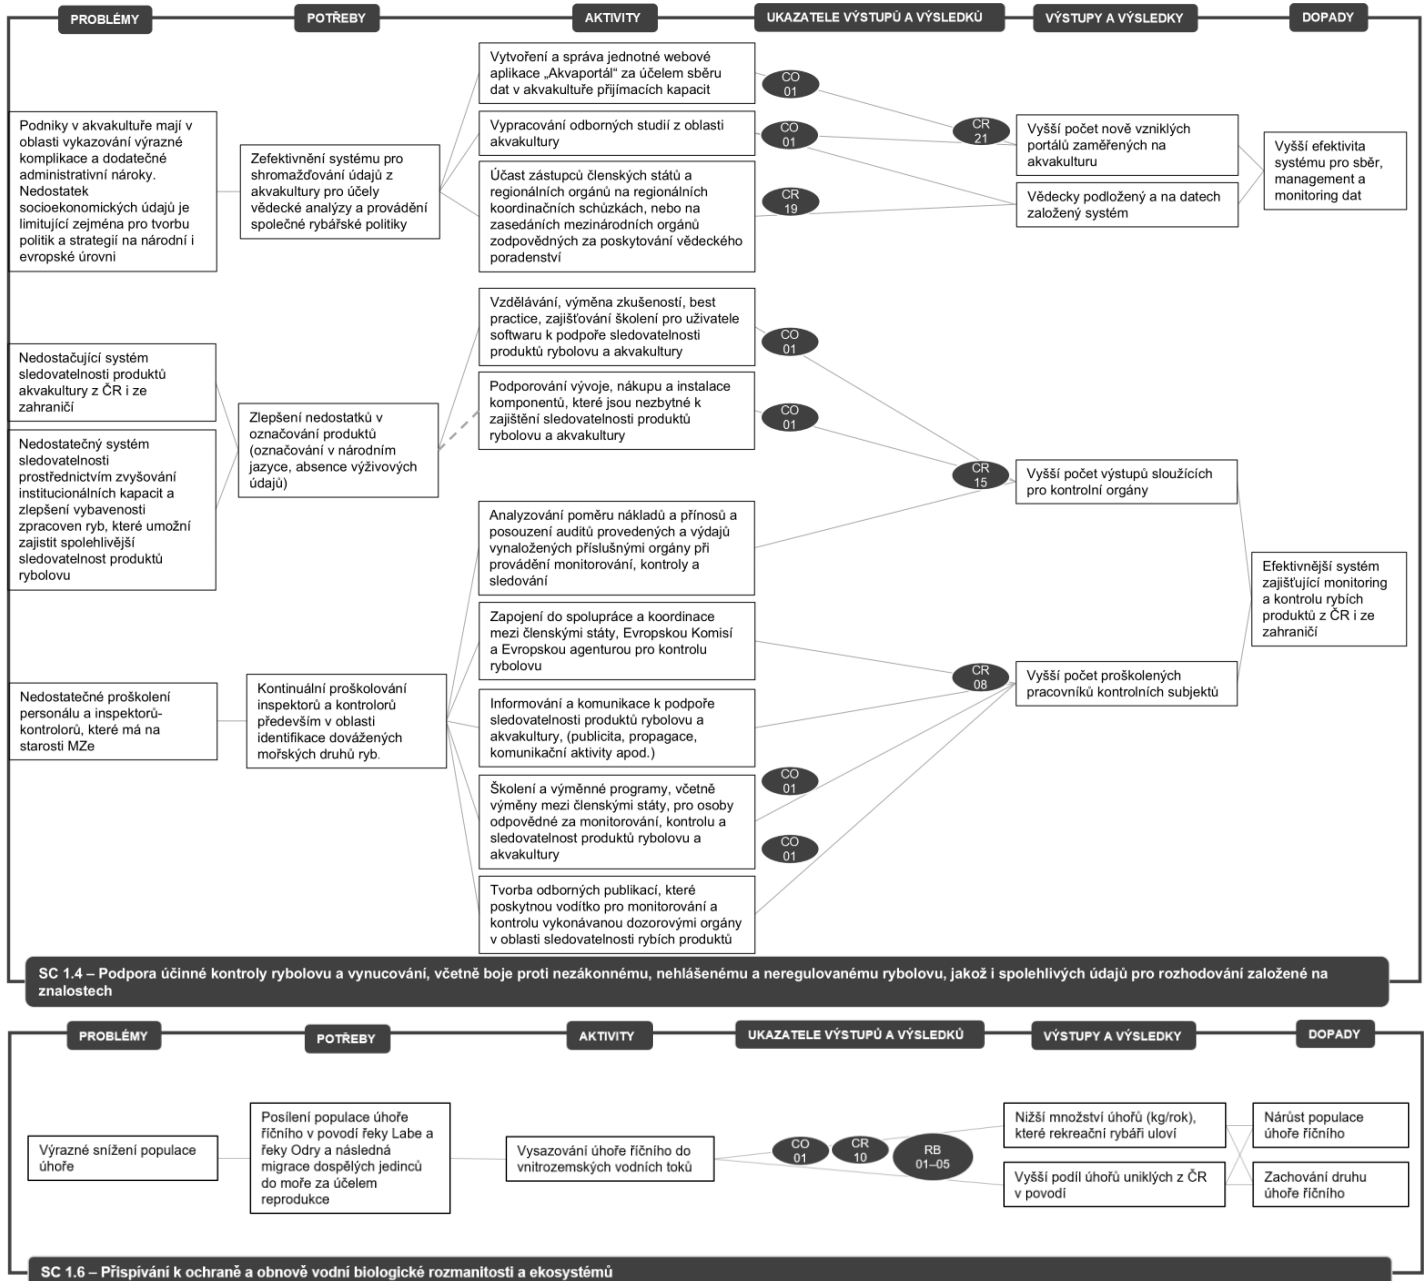 PROBLÉMY
POTŘEBY
AKTIVITY
UKAZATELE VÝSTUPŮ A VÝSLEDKŮ
VÝSTUPY A VÝSLEDKY
DOPADY
Podniky v akvakultuře mají v
oblasti vykazování výrazné
komplikace a dodatečné
administrativní nároky.
Nedostatek
socioekonomických údajů je
limitující zejména pro tvorbu
politik a strategií na národní i
evropské úrovni
Zefektivnění systému pro
shromažďování údajů z
akvakultury pro účely
vědecké analýzy a provádění
společné rybářské politiky
Vytvoření a správa jednotné webové
aplikace „Akvaportál“ za účelem sběru
dat v akvakultuře přijímacích kapacit
Vypracování odborných studií z oblasti
akvakultury
Účast zástupců členských států a
regionálních orgánů na regionálních
koordinačních schůzkách, nebo na
zasedáních mezinárodních orgánů
zodpovědných za poskytování vědeckého
poradenství
CO
01
CO
01
CR
19
CR
21
Vyšší počet nově vzniklých
portálů zaměřených na
akvakulturu
Vědecky podložený a na datech
založený systém
Vyšší efektivita
systému pro sběr,
management a
monitoring dat
Nedostačující systém
sledovatelnosti produktů
akvakultury z ČR i ze
zahraničí
Nedostatečný systém
sledovatelnosti
prostřednictvím zvyšování
institucionálních kapacit a
zlepšení vybavenosti
zpracoven ryb, které umožní
zajistit spolehlivější
sledovatelnost produktů
rybolovu
Zlepšení nedostatků v
označování produktů
(označování v národním
jazyce, absence výživových
údajů)
Vzdělávání, výměna zkušeností, best
practice, zajišťování školení pro uživatele
softwaru k podpoře sledovatelnosti
produktů rybolovu a akvakultury
Podporování vývoje, nákupu a instalace
komponentů, které jsou nezbytné k
zajištění sledovatelnosti produktů
rybolovu a akvakultury
CO
01
CO
01
CR
15
Vyšší počet výstupů sloužících
pro kontrolní orgány
Analyzování poměru nákladů a přínosů a
posouzení auditů provedených a výdajů
vynaložených příslušnými orgány při
provádění monitorování, kontroly a
sledování
Zapojení do spolupráce a koordinace
mezi členskými státy, Evropskou Komisí
a Evropskou agenturou pro kontrolu
rybolovu
Efektivnější systém
zajišťující monitoring
a kontrolu rybích
produktů z ČR i ze
zahraničí
Nedostatečné proškolení
personálu a inspektorů-
kontrolorů, které má na
starosti MZe
Kontinuální proškolování
inspektorů a kontrolorů
především v oblasti
identifikace dovážených
mořských druhů ryb.
Informování a komunikace k podpoře
sledovatelnosti produktů rybolovu a
akvakultury, (publicita, propagace,
komunikační aktivity apod.)
CR
08
Vyšší počet proškolených
pracovníků kontrolních subjektů
Školení a výměnné programy, včetně
výměny mezi členskými státy, pro osoby
odpovědné za monitorování, kontrolu a
sledovatelnost produktů rybolovu a
akvakultury
CO
01
CO
01
Tvorba odborných publikací, které
poskytnou vodítko pro monitorování a
kontrolu vykonávanou dozorovými orgány
v oblasti sledovatelnosti rybích produktů
SC 1.4 – Podpora účinné kontroly rybolovu a vynucování, včetně boje proti nezákonnému, nehlášenému a neregulovanému rybolovu, jakož i spolehlivých údajů pro rozhodování založené na
znalostech
PROBLÉMY
POTŘEBY
AKTIVITY
UKAZATELE VÝSTUPŮ A VÝSLEDKŮ
VÝSTUPY A VÝSLEDKY
DOPADY
Výrazné snížení populace
úhoře
Posílení populace úhoře
říčního v povodí řeky Labe a
řeky Odry a následná
migrace dospělých jedinců
do moře za účelem
reprodukce
Vysazování úhoře říčního do
vnitrozemských vodních toků
CO
01
CR
10
RB
01–05
Nižší množství úhořů (kg/rok),
které rekreační rybáři uloví
Vyšší podíl úhořů uniklých z ČR
v povodí
Nárůst populace
úhoře říčního
Zachování druhu
úhoře říčního
SC 1.6 – Přispívání k ochraně a obnově vodní biologické rozmanitosti a ekosystémů